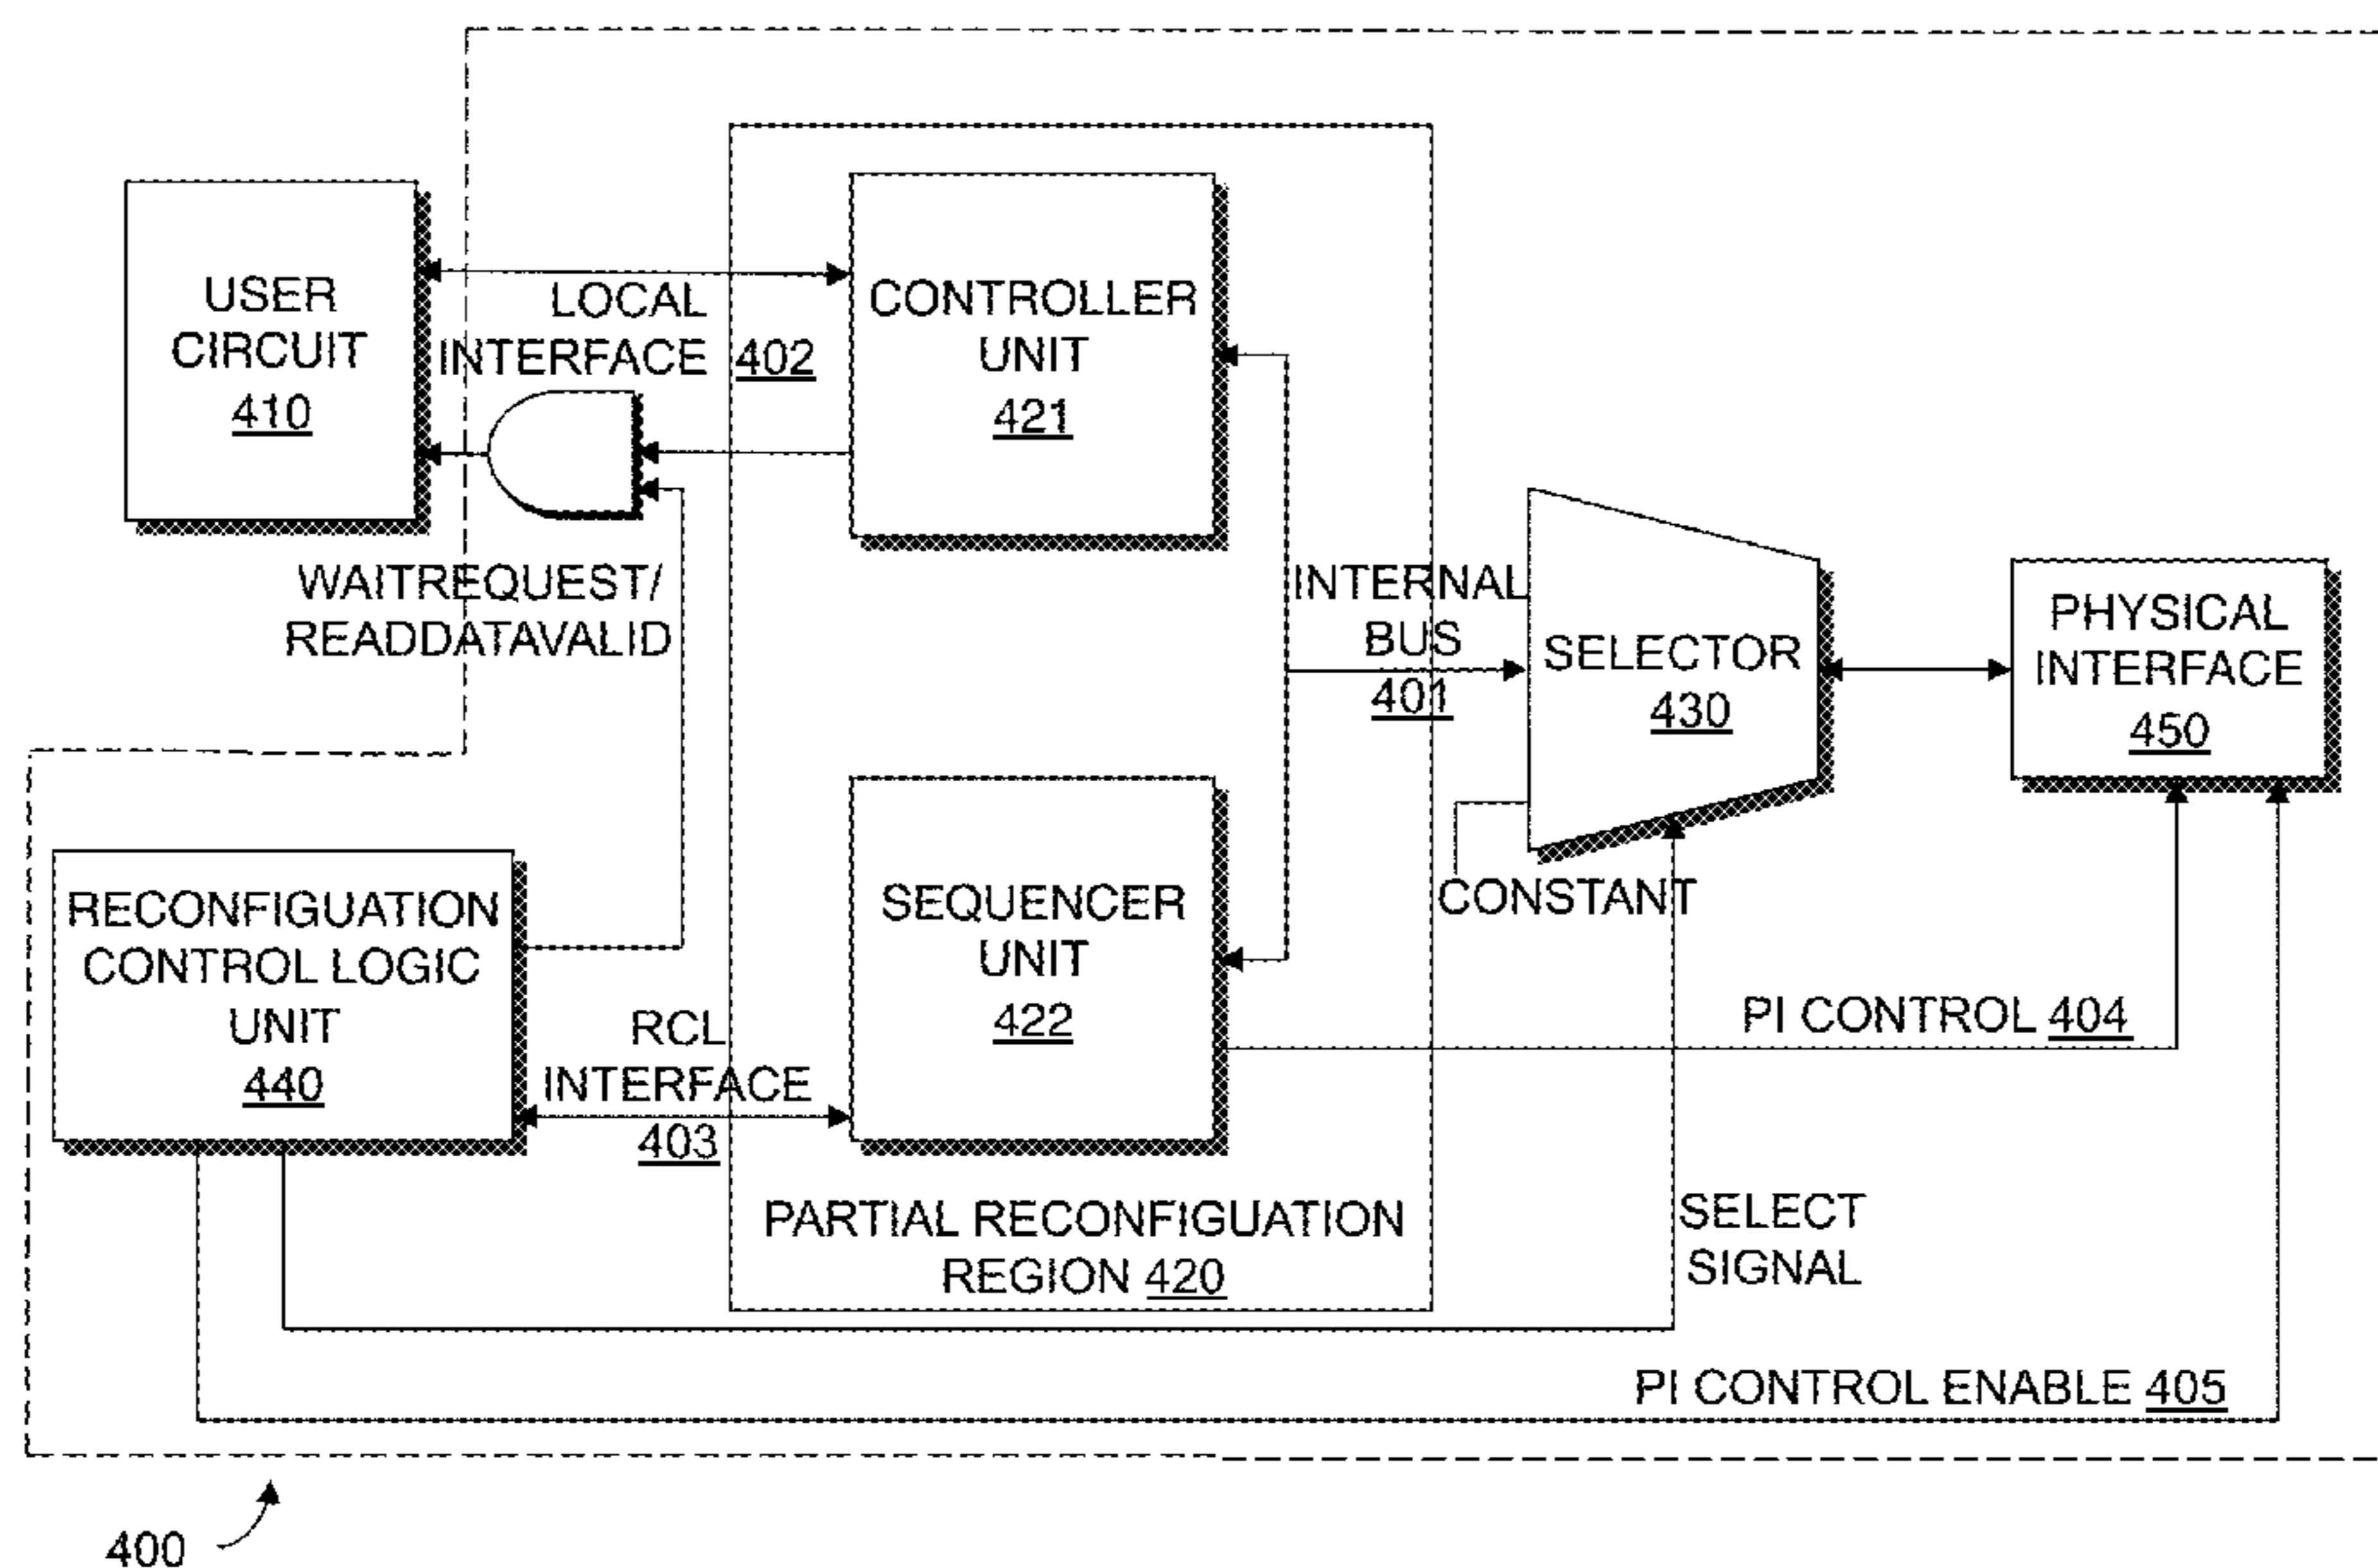 USER
CIRCUIT
410
LOCAL
INTERFACE 402
CONTROLLER
UNIT
421
WAITREQUEST/
READDATAVALID
INTERNAL
BUS
401
SELECTOR
430
PHYSICAL
INTERFACE
450
CONSTANT
RECONFIGUATION
CONTROL LOGIC
UNIT
440
RCL
INTERFACE
403
SEQUENCER
UNIT
422
PI CONTROL 404
PARTIAL RECONFIGUATION
REGION 420
SELECT
SIGNAL
PI CONTROL ENABLE 405
400